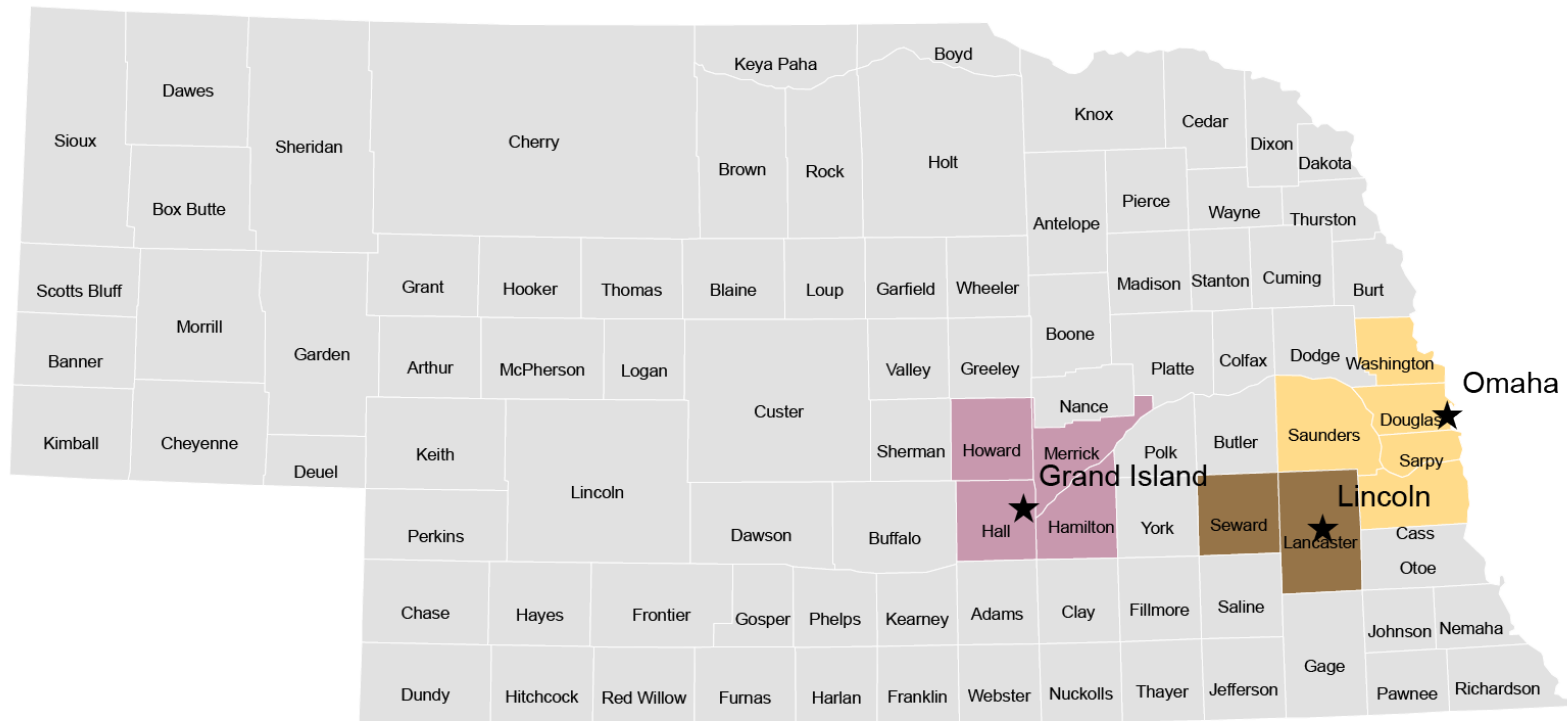 Boyd
Keya Paha
Dawes
Knox
Cedar
Sioux
Sheridan
Cherry
Dixon
Holt
Dakota
Brown
Rock
Box Butte
Pierce
Wayne
Thurston
Antelope
Scotts Bluff
Grant
Hooker
Thomas
Blaine
Loup
Garfield
Wheeler
Madison
Stanton
Cuming
Burt
Morrill
Garden
Boone
Banner
Arthur
McPherson
Logan
Valley
Greeley
Platte
Colfax
Dodge
Washington
Omaha
Custer
Nance
Douglas
Kimball
Cheyenne
Deuel
Keith
Sherman
Howard
Merrick
Polk
Butler
Saunders
Sarpy
Grand Island
Lincoln
Lincoln
Perkins
Dawson
Buffalo
Hall
Hamilton
York
Seward
Lancaster
Cass
Otoe
Chase
Hayes
Frontier
Gosper
Phelps
Kearney
Adams
Clay
Fillmore
Saline
Johnson
Nemaha
Gage
Dundy
Hitchcock
Red Willow
Furnas
Harlan
Franklin
Webster
Nuckolls
Thayer
Jefferson
Pawnee
Richardson